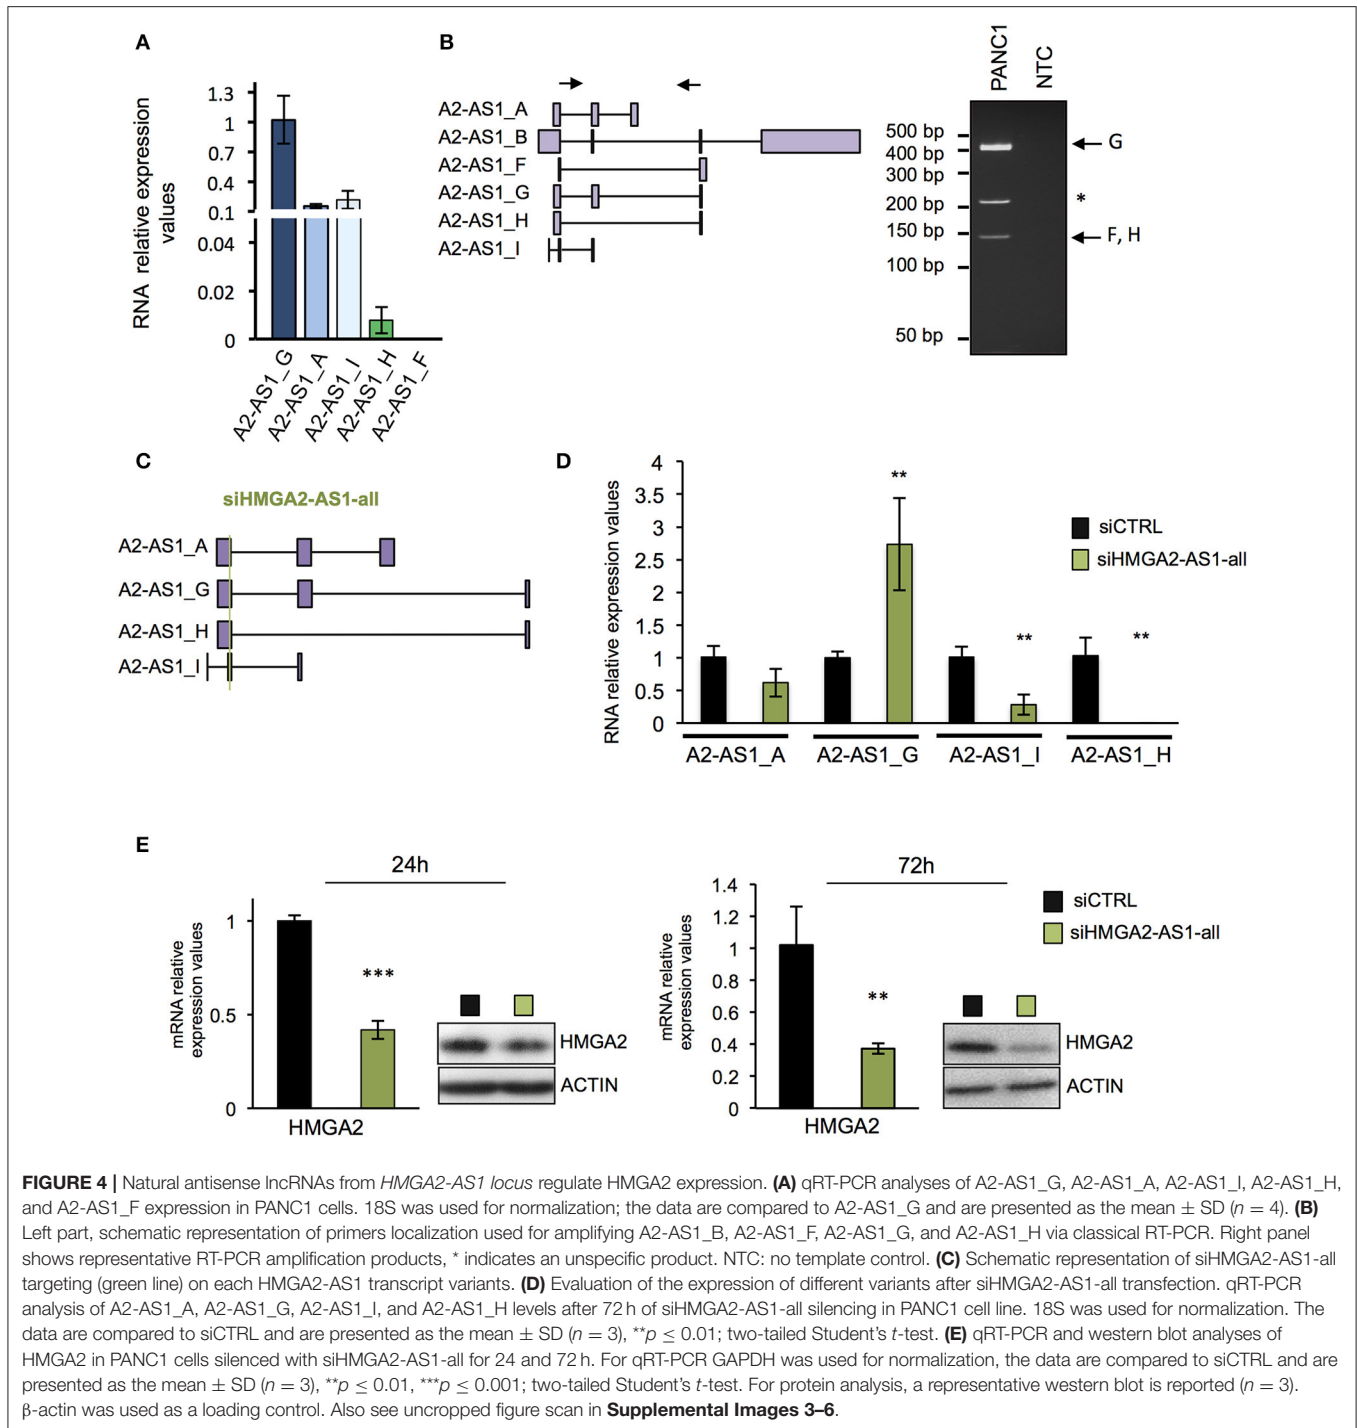 A
RNA relative expression
values
1.3
1
0.7
0.4
0.1
0.04
0.02
0
A2-AS1_G
A2-AS1_A
A2-AS1_I
A2-AS1_H
A2-AS1_F
B
A2-AS1_A
A2-AS1_B
A2-AS1_F
A2-AS1_G
A2-AS1_H
A2-AS1_I
PANC1
NTC
500 bp
400 bp
300 bp
200 bp
150 bp
100 bp
50 bp
G
*
F, H
C
siHMGA2-AS1-all
A2-AS1_A
A2-AS1_G
A2-AS1_H
A2-AS1_I
D
RNA relative expression values
4
3.5
3
2.5
2
1.5
1
0.5
0
**
**
**
A2-AS1_A
A2-AS1_G
A2-AS1_I
A2-AS1_H
siCTRL
siHMGA2-AS1-all
E
24h
mRNA relative
expression values
1
0.5
0
***
HMGA2
HMGA2
ACTIN
72h
mRNA relative
expression values
1.4
1.2
1
0.8
0.6
0.4
0.2
0
**
HMGA2
HMGA2
ACTIN
siCTRL
siHMGA2-AS1-all
FIGURE 4 | Natural antisense lncRNAs from HMGA2-AS1 locus regulate HMGA2 expression. (A) qRT-PCR analyses of A2-AS1_G, A2-AS1_A, A2-AS1_I, A2-AS1_H,
and A2-AS1_F expression in PANC1 cells. 18S was used for normalization; the data are compared to A2-AS1_G and are presented as the mean ± SD (n = 4). (B)
Left part, schematic representation of primers localization used for amplifying A2-AS1_B, A2-AS1_F, A2-AS1_G, and A2-AS1_H via classical RT-PCR. Right panel
shows representative RT-PCR amplification products, * indicates an unspecific product. NTC: no template control. (C) Schematic representation of siHMGA2-AS1-all
targeting (green line) on each HMGA2-AS1 transcript variants. (D) Evaluation of the expression of different variants after siHMGA2-AS1-all transfection. qRT-PCR
analysis of A2-AS1_A, A2-AS1_G, A2-AS1_I, and A2-AS1_H levels after 72 h of siHMGA2-AS1-all silencing in PANC1 cell line. 18S was used for normalization. The
data are compared to siCTRL and are presented as the mean ± SD (n = 3), **p ≤ 0.01; two-tailed Student's t-test. (E) qRT-PCR and western blot analyses of
HMGA2 in PANC1 cells silenced with siHMGA2-AS1-all for 24 and 72 h. For qRT-PCR GAPDH was used for normalization, the data are compared to siCTRL and are
presented as the mean ± SD (n = 3), **p ≤ 0.01, ***p ≤ 0.001; two-tailed Student's t-test. For protein analysis, a representative western blot is reported (n = 3).
β-actin was used as a loading control. Also see uncropped figure scan in Supplemental Images 3–6.